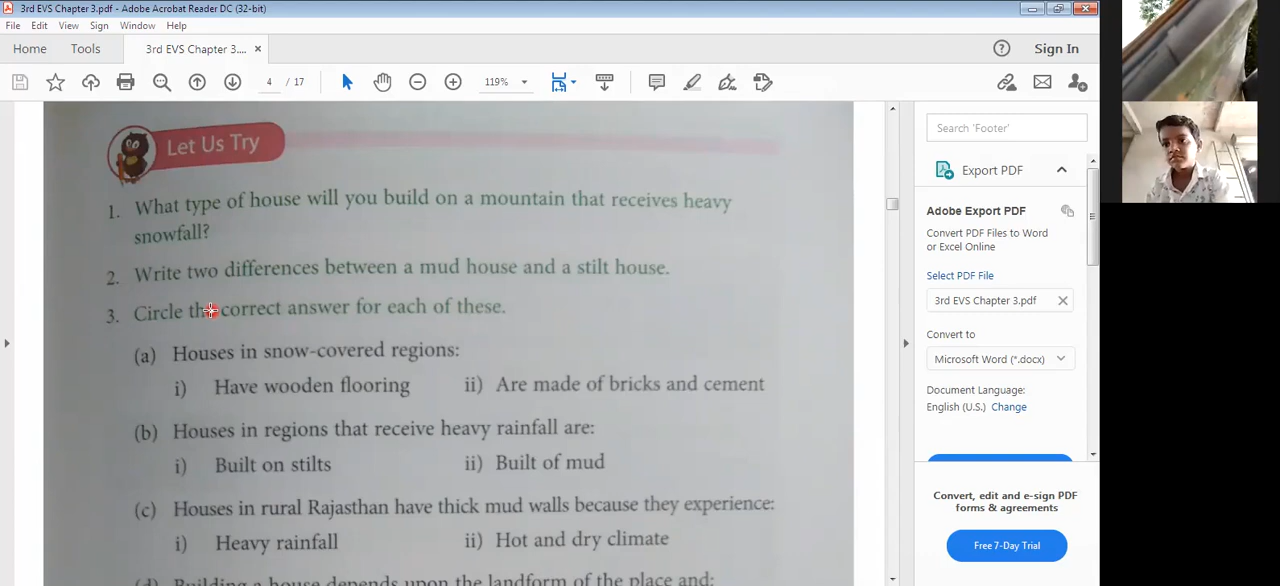 3rd EVS Chapter 3.pdf - Adobe Acrobat Reader DC (32-bit)
File Edit View Sign Window Help
Home Tools 3rd EVS Chapter 3.... × Sign In
4 / 17 119%
Let Us Try
1. What type of house will you build on a mountain that receives heavy
snowfall?
2. Write two differences between a mud house and a stilt house.
3. Circle the correct answer for each of these.
(a) Houses in snow-covered regions:
i) Have wooden flooring ii) Are made of bricks and cement
(b) Houses in regions that receive heavy rainfall are:
i) Built on stilts ii) Built of mud
(c) Houses in rural Rajasthan have thick mud walls because they experience:
i) Heavy rainfall ii) Hot and dry climate
(d) Building a house depends upon the landform of the place and:
Search 'Footer'
Export PDF
Adobe Export PDF
Convert PDF Files to Word
or Excel Online
Select PDF File
3rd EVS Chapter 3.pdf
Convert to
Microsoft Word (*.docx)
Document Language:
English (U.S.) Change
Convert, edit and e-sign PDF
forms & agreements
Free 7-Day Trial